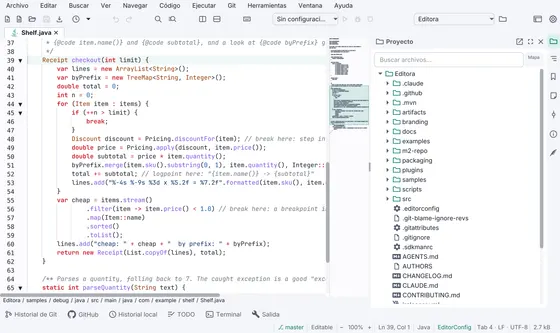 Archivo Editar Buscar Ver Navegar Código Ejecutar Git Herramientas Ventana Ayuda
Sin configuraci... Editora
Shelf.java ×
37 * {@code item.name()} and {@code subtotal}, and a look at {@code byPrefix} g
38 */
39 Receipt checkout(int limit) {
40 var lines = new ArrayList<String>();
41 var byPrefix = new TreeMap<String, Integer>();
42 double total = 0;
43 int n = 0;
44 for (Item item : items) {
45 if (++n > limit) {
46 break;
47 }
48 Discount discount = Pricing.discountFor(item); // break here: step in
49 double price = Pricing.apply(discount, item.price());
50 double subtotal = price * item.quantity();
51 byPrefix.merge(item.sku().substring(0, 1), item.quantity(), Integer::
52 total += subtotal; // logpoint here: "{item.name()} -> {subtotal}"
53 lines.add("%-4s %-9s %3d x %5.2f = %7.2f".formatted(item.sku(), item.
54 }
55 var cheap = items.stream()
56 .filter(item -> item.price() < 1.0) // break here: a breakpoint i
57 .map(Item::name)
58 .sorted()
59 .toList();
60 lines.add("cheap: " + cheap + " by prefix: " + byPrefix);
61 return new Receipt(List.copyOf(lines), total);
62 }
63
64 /** Parses a quantity, falling back to 7. The caught exception is a good "exc
65 static int parseQuantity(String text) {
Editora / samples / debug / java / src / main / java / com / example / shelf / Shelf.java
Proyecto
Buscar archivos...
Mapa
Editora
.claude
.github
.mvn
artifacts
branding
docs
examples
m2-repo
packaging
plugins
samples
scripts
src
.editorconfig
.git-blame-ignore-revs
.gitattributes
.gitignore
.sdkmanrc
AGENTS.md
AUTHORS
CHANGELOG.md
CLAUDE.md
CONTRIBUTING.md
Historial de Git GitHub Historial local TODO Terminal Salida
master Editable − 100% + Ln 39, Col 1 Java EditorConfig Tab 4 LF UTF-8 2.7 kB